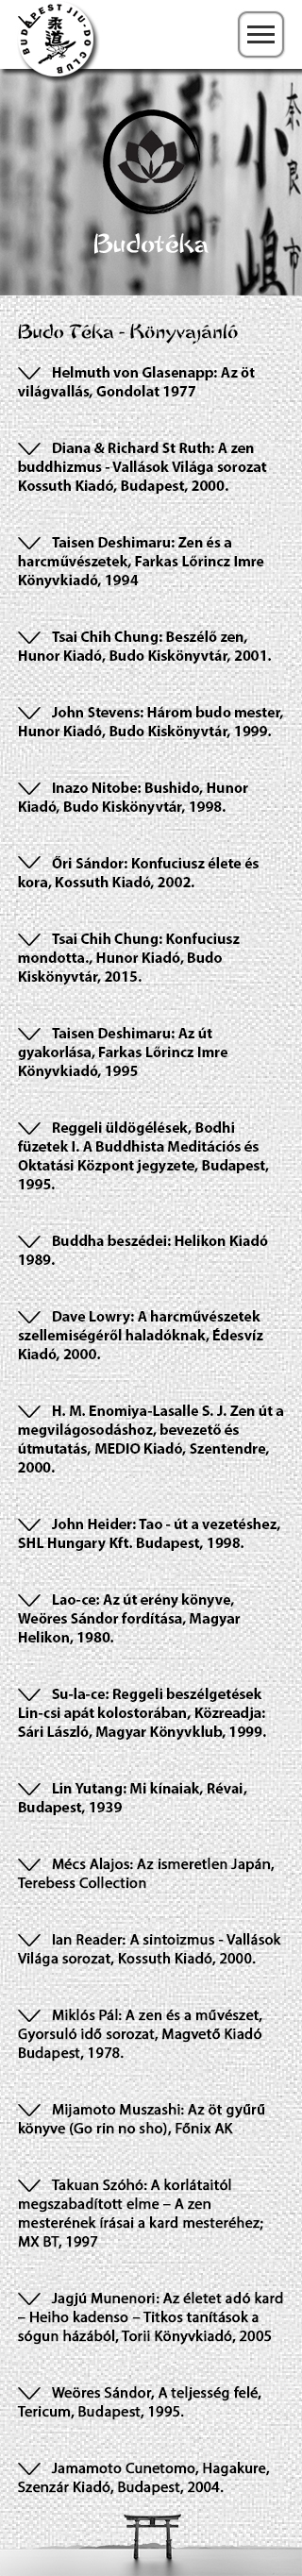 BUDAPEST JIU-DO CLUB
柔道
Budotéka
Budo Téka - Könyvajánló
Helmuth von Glasenapp: Az öt
világvallás, Gondolat 1977
Diana & Richard St Ruth: A zen
buddhizmus - Vallások Világa sorozat
Kossuth Kiadó, Budapest, 2000.
Taisen Deshimaru: Zen és a
harcművészetek, Farkas Lőrincz Imre
Könyvkiadó, 1994
Tsai Chih Chung: Beszélő zen,
Hunor Kiadó, Budo Kiskönyvtár, 2001.
John Stevens: Három budo mester,
Hunor Kiadó, Budo Kiskönyvtár, 1999.
Inazo Nitobe: Bushido, Hunor
Kiadó, Budo Kiskönyvtár, 1998.
Őri Sándor: Konfuciusz élete és
kora, Kossuth Kiadó, 2002.
Tsai Chih Chung: Konfuciusz
mondotta., Hunor Kiadó, Budo
Kiskönyvtár, 2015.
Taisen Deshimaru: Az út
gyakorlása, Farkas Lőrincz Imre
Könyvkiadó, 1995
Reggeli üldögélések, Bodhi
füzetek I. A Buddhista Meditációs és
Oktatási Központ jegyzete, Budapest,
1995.
Buddha beszédei: Helikon Kiadó
1989.
Dave Lowry: A harcművészetek
szellemiségéről haladóknak, Édesvíz
Kiadó, 2000.
H. M. Enomiya-Lasalle S. J. Zen út a
megvilágosodáshoz, bevezető és
útmutatás, MEDIO Kiadó, Szentendre,
2000.
John Heider: Tao - út a vezetéshez,
SHL Hungary Kft. Budapest, 1998.
Lao-ce: Az út erény könyve,
Weöres Sándor fordítása, Magyar
Helikon, 1980.
Su-la-ce: Reggeli beszélgetések
Lin-csi apát kolostorában, Közreadja:
Sári László, Magyar Könyvklub, 1999.
Lin Yutang: Mi kínaiak, Révai,
Budapest, 1939
Mécs Alajos: Az ismeretlen Japán,
Terebess Collection
Ian Reader: A sintoizmus - Vallások
Világa sorozat, Kossuth Kiadó, 2000.
Miklós Pál: A zen és a művészet,
Gyorsuló idő sorozat, Magvető Kiadó
Budapest, 1978.
Mijamoto Muszashi: Az öt gyűrű
könyve (Go rin no sho), Főnix AK
Takuan Szóhó: A korlátaitól
megszabadított elme – A zen
mesterének írásai a kard mesteréhez;
MX BT, 1997
Jagjú Munenori: Az életet adó kard
– Heiho kadenso – Titkos tanítások a
sógun házából, Torii Könyvkiadó, 2005
Weöres Sándor, A teljesség felé,
Tericum, Budapest, 1995.
Jamamoto Cunetomo, Hagakure,
Szenzár Kiadó, Budapest, 2004.